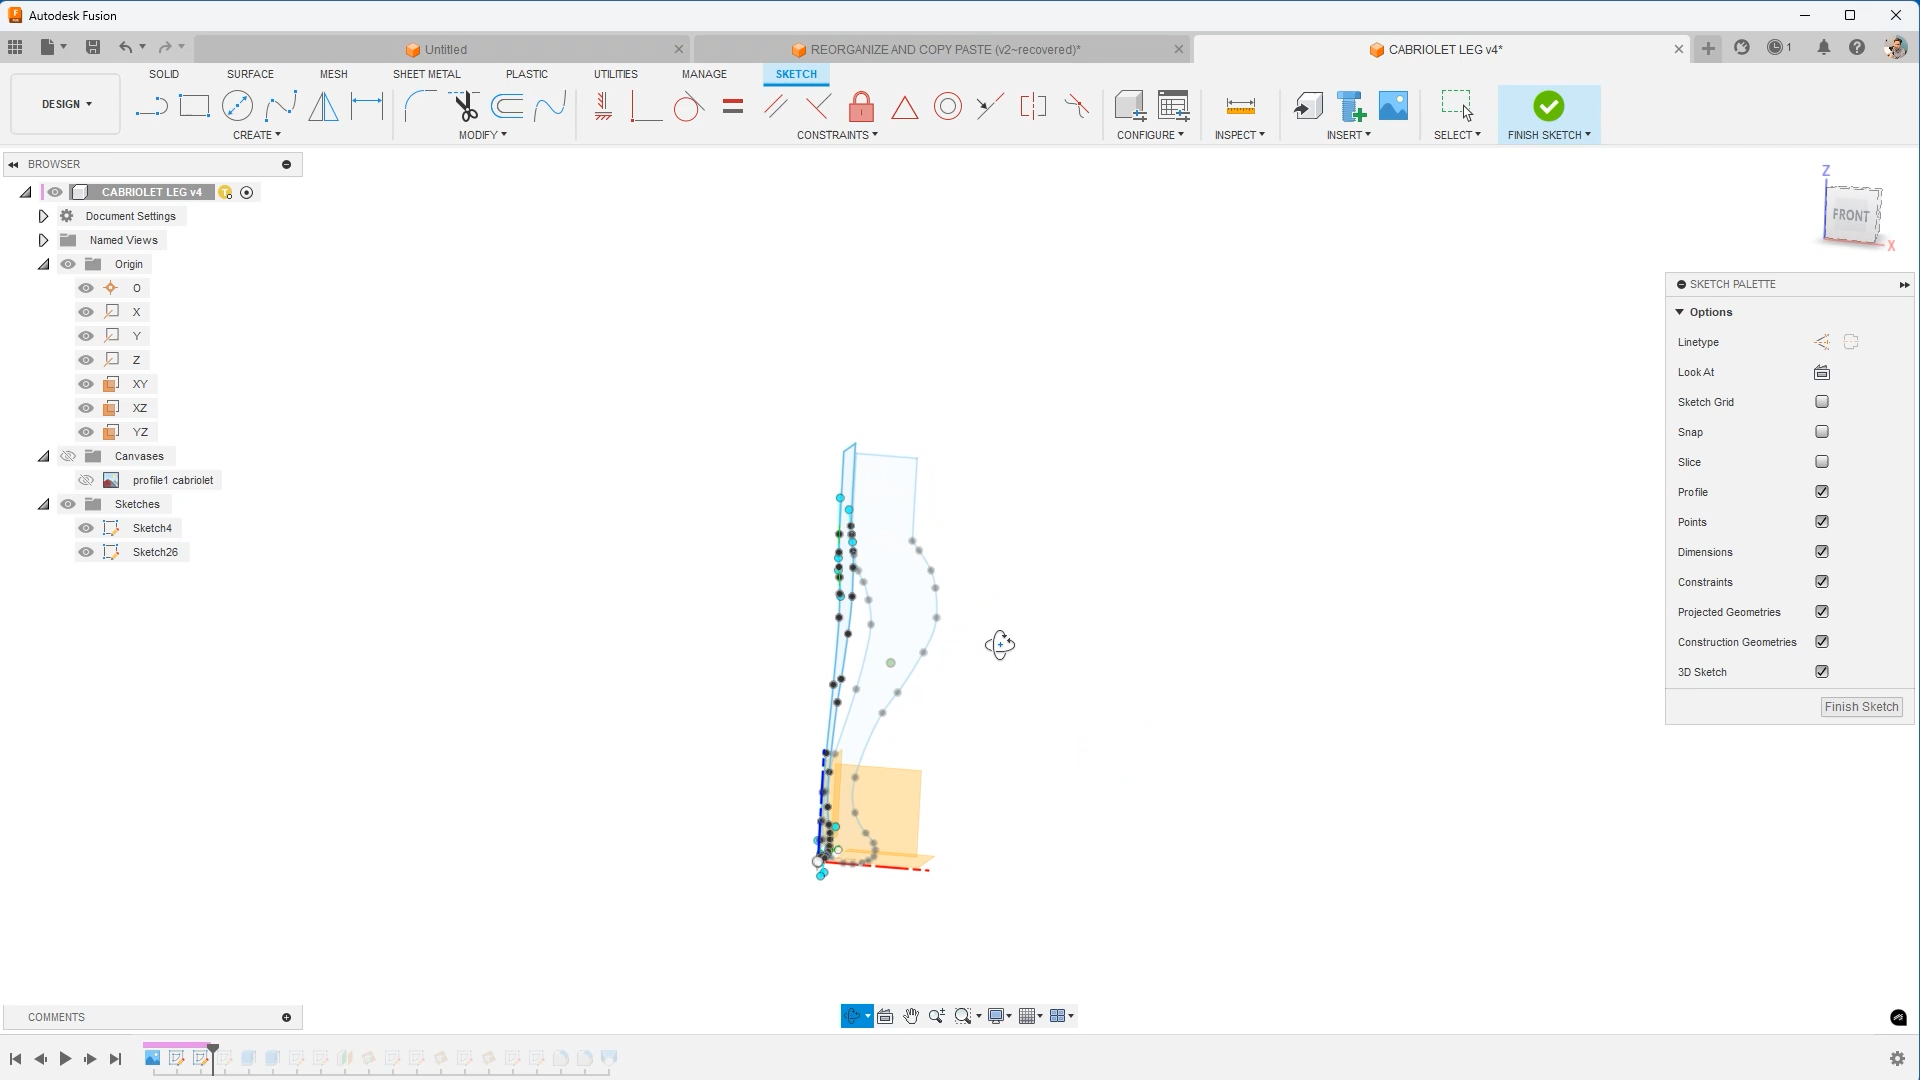 Autodesk Fusion
Untitled
REORGANIZE AND COPY PASTE (v2~recovered)*
CABRIOLET LEG v4*
1
DESIGN
SOLID
SURFACE
MESH
SHEET METAL
PLASTIC
UTILITIES
MANAGE
SKETCH
CREATE
MODIFY
CONSTRAINTS
CONFIGURE
INSPECT
INSERT
SELECT
FINISH SKETCH
BROWSER
CABRIOLET LEG v4
Document Settings
Named Views
Origin
O
X
Y
Z
XY
XZ
YZ
Canvases
profile1 cabriolet
Sketches
Sketch4
Sketch26
Z
FRONT
X
SKETCH PALETTE
Options
Linetype
Look At
Sketch Grid
Snap
Slice
Profile
Points
Dimensions
Constraints
Projected Geometries
Construction Geometries
3D Sketch
Finish Sketch
COMMENTS